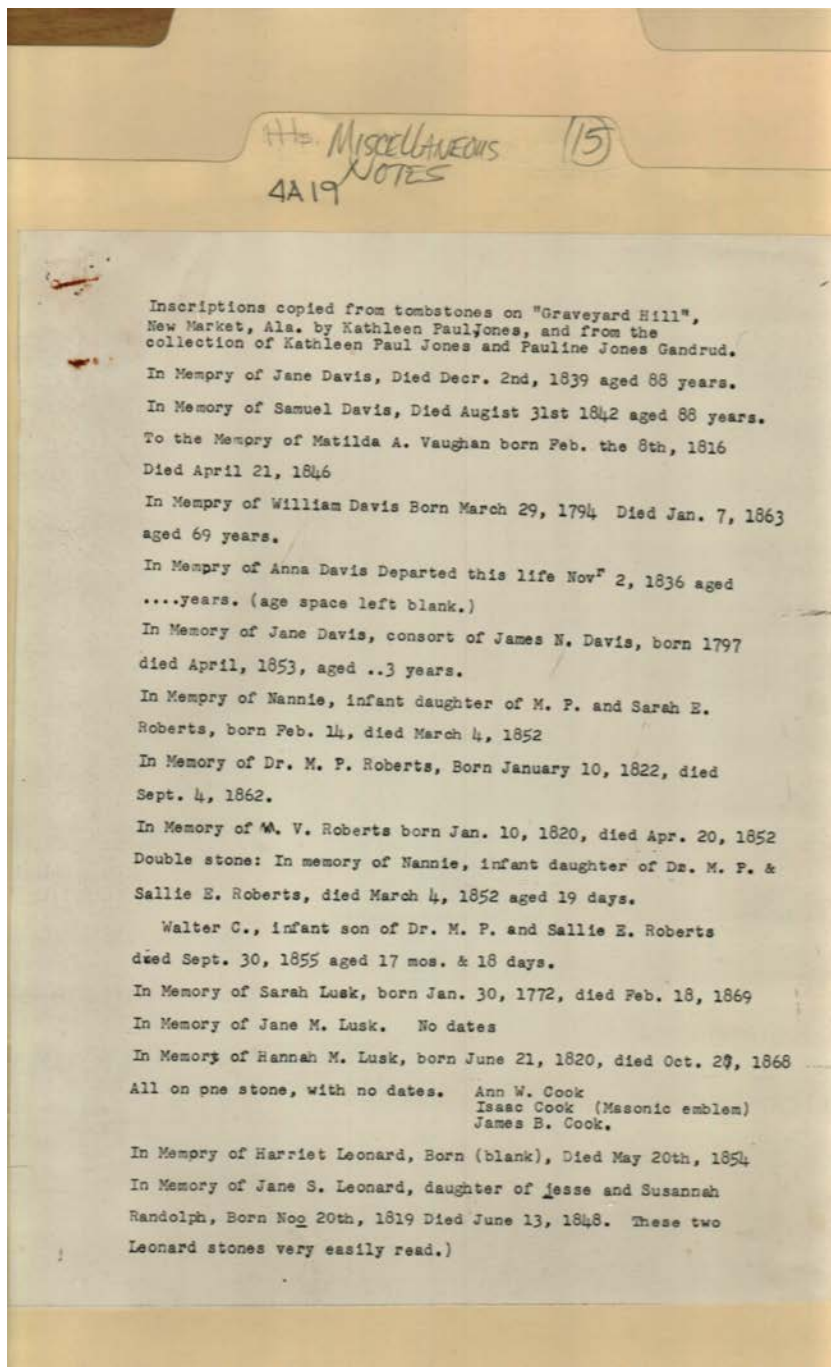 Hts. MISCELLANEOUS (15)
NOTES
4A19
Inscriptions copied from tombstones on "Graveyard Hill",
New Market, Ala. by Kathleen PaulJones, and from the
collection of Kathleen Paul Jones and Pauline Jones Gandrud.
In Mempry of Jane Davis, Died Decr. 2nd, 1839 aged 88 years.
In Memory of Samuel Davis, Died Augist 31st 1842 aged 88 years.
To the Mempry of Matilda A. Vaughan born Feb. the 8th, 1816
Died April 21, 1846
In Mempry of William Davis Born March 29, 1794 Died Jan. 7, 1863
aged 69 years.
In Mempry of Anna Davis Departed this life Novr 2, 1836 aged
....years. (age space left blank.)
In Memory of Jane Davis, consort of James N. Davis, born 1797
died April, 1853, aged ..3 years.
In Mempry of Nannie, infant daughter of M. P. and Sarah E.
Roberts, born Feb. 14, died March 4, 1852
In Memory of Dr. M. P. Roberts, Born January 10, 1822, died
Sept. 4, 1862.
In Memory of M. V. Roberts born Jan. 10, 1820, died Apr. 20, 1852
Double stone: In memory of Nannie, infant daughter of Dr. M. P. &
Sallie E. Roberts, died March 4, 1852 aged 19 days.
Walter C., infant son of Dr. M. P. and Sallie E. Roberts
died Sept. 30, 1855 aged 17 mos. & 18 days.
In Memory of Sarah Lusk, born Jan. 30, 1772, died Feb. 18, 1869
In Memory of Jane M. Lusk. No dates
In Memory of Hannah M. Lusk, born June 21, 1820, died Oct. , 1868
All on pne stone, with no dates. Ann W. Cook
Isaac Cook (Masonic emblem)
James B. Cook.
In Mempry of Harriet Leonard, Born (blank), Died May 20th, 1854
In Memory of Jane S. Leonard, daughter of jesse and Susannah
Randolph, Born Noo 20th, 1819 Died June 13, 1848. These two
Leonard stones very easily read.)